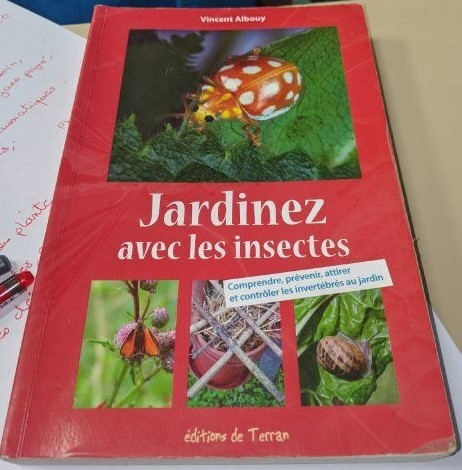 Vincent Albouy
Jardinez
avec les insectes
Comprendre, prévenir, attirer
et contrôler les invertébrés au jardin
éditions de Terran